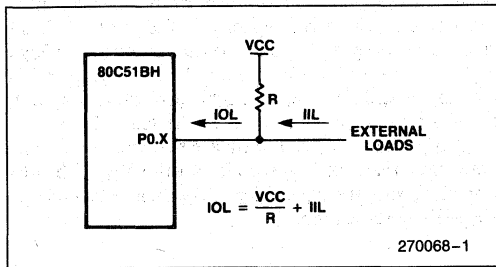 VCC
80C51BH
R
IOL
IIL
P0.X
EXTERNAL
LOADS
IOL = VCC/R + IIL
270068-1